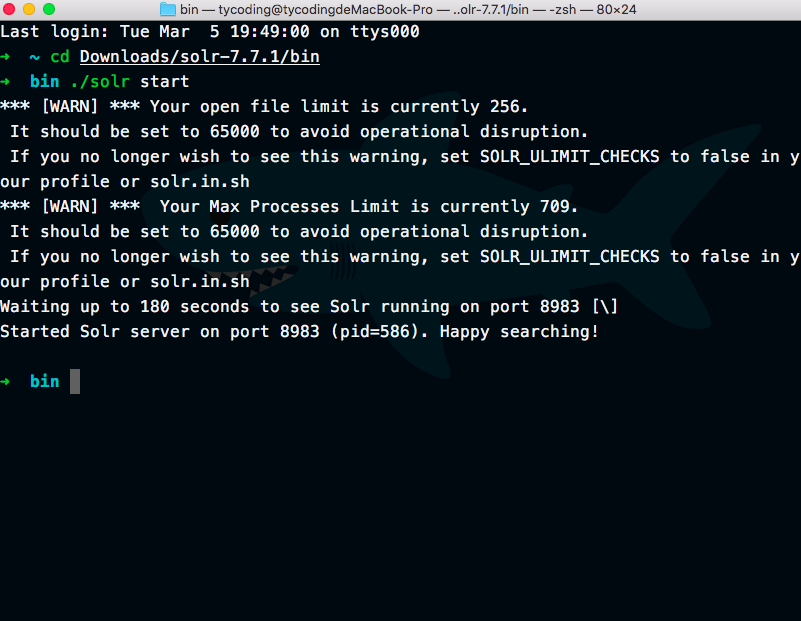 bin — tycoding@tycodingdeMacBook-Pro — ..olr-7.7.1/bin — -zsh — 80×24
Last login: Tue Mar  5 19:49:00 on ttys000
➜  ~ cd Downloads/solr-7.7.1/bin
➜  bin ./solr start
*** [WARN] *** Your open file limit is currently 256.
 It should be set to 65000 to avoid operational disruption.
 If you no longer wish to see this warning, set SOLR_ULIMIT_CHECKS to false in y
our profile or solr.in.sh
*** [WARN] ***  Your Max Processes Limit is currently 709.
 It should be set to 65000 to avoid operational disruption.
 If you no longer wish to see this warning, set SOLR_ULIMIT_CHECKS to false in y
our profile or solr.in.sh
Waiting up to 180 seconds to see Solr running on port 8983 [\]
Started Solr server on port 8983 (pid=586). Happy searching!
➜  bin